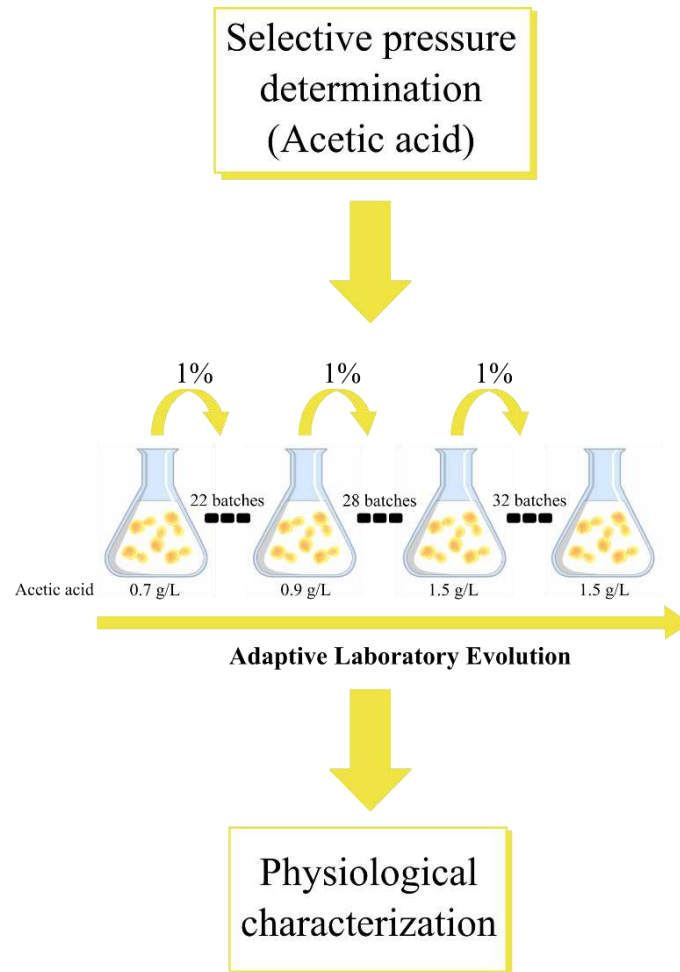 Selective pressure
determination
(Acetic acid)
1% 1% 1%
22 batches 28 batches 32 batches
Acetic acid 0.7 g/L 0.9 g/L 1.5 g/L 1.5 g/L
Adaptive Laboratory Evolution
Physiological
characterization